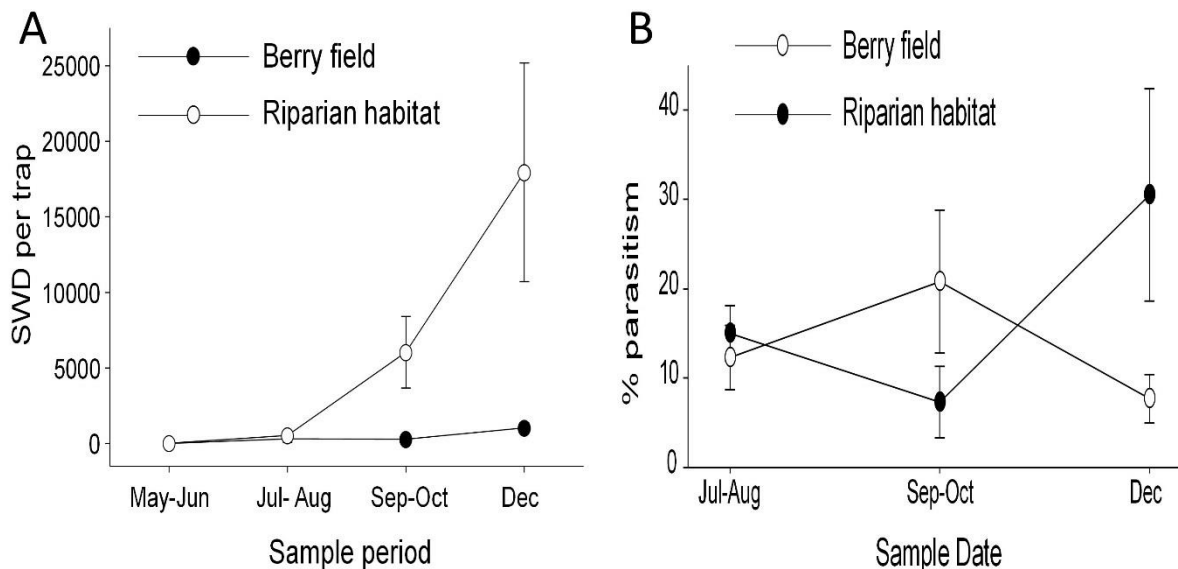 A
Berry field
Riparian habitat
SWD per trap
25000
20000
15000
10000
5000
0
May-Jun Jul- Aug Sep-Oct Dec
Sample period
B
Berry field
Riparian habitat
% parasitism
40
30
20
10
0
Jul-Aug Sep-Oct Dec
Sample Date